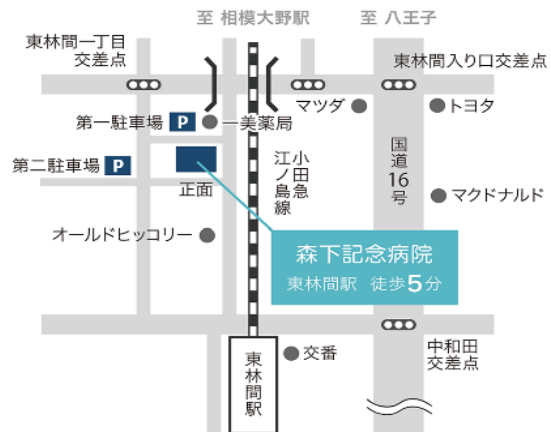 至 相模大野駅
至 八王子
東林間一丁目
交差点
東林間入り口交差点
マツダ
トヨタ
第一駐車場 P
一美薬局
第二駐車場 P
正面
小田急
江ノ島線
国道16号
マクドナルド
オールドヒッコリー
森下記念病院
東林間駅 徒歩5分
東林間駅
交番
中和田
交差点